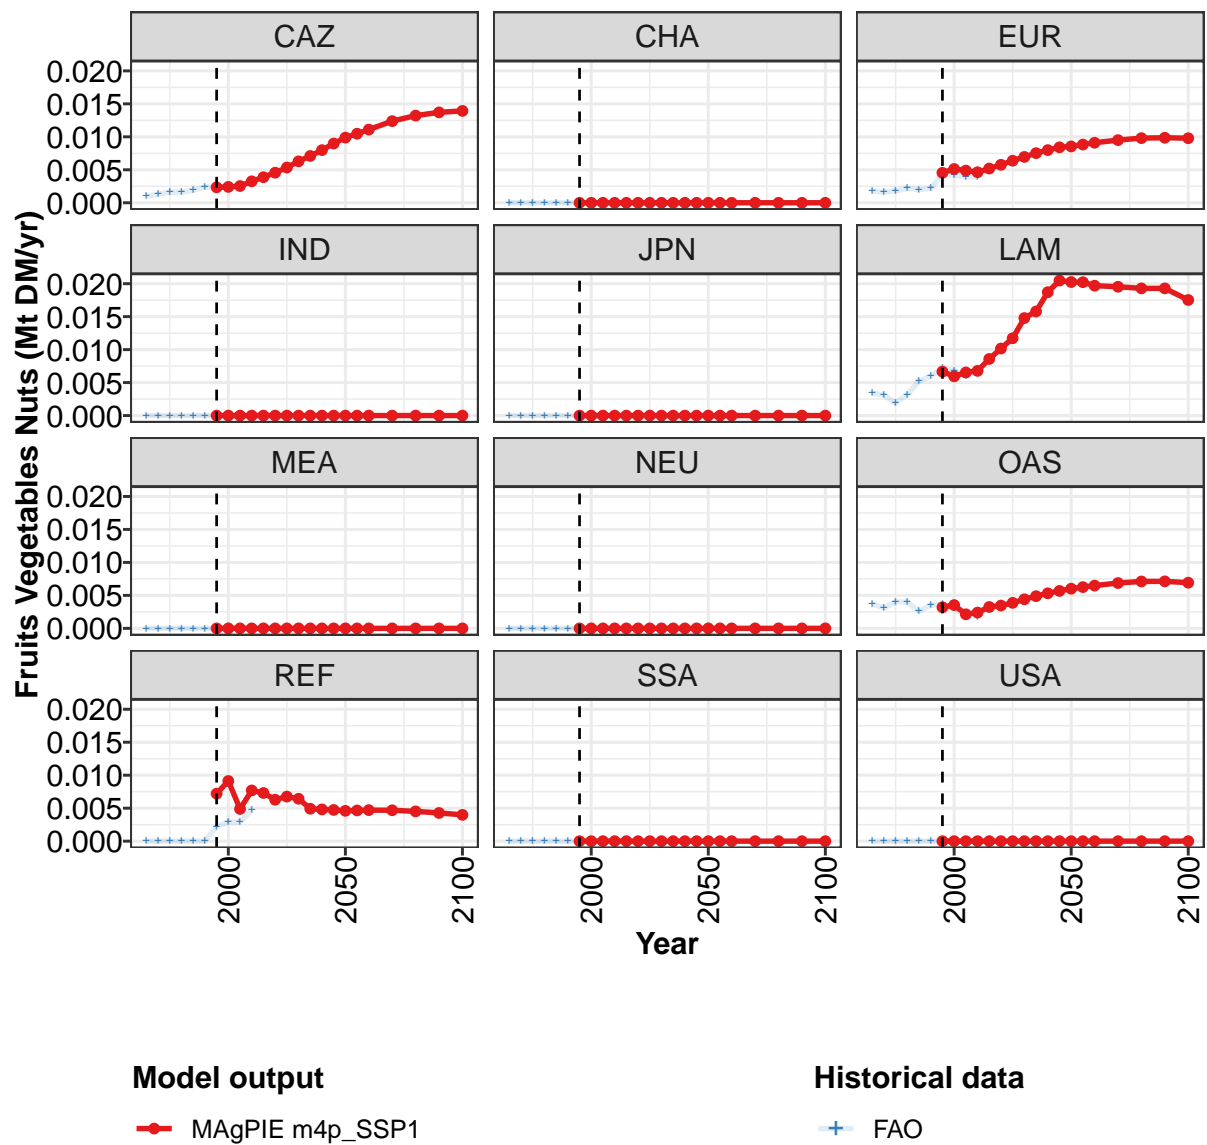 CAZ
CHA
EUR
0.020
0.015
0.010
0.005
0.000
IND
JPN
LAM
0.020
0.015
0.010
0.005
0.000
MEA
NEU
OAS
0.020
0.015
0.010
0.005
0.000
REF
SSA
USA
0.020
0.015
0.010
0.005
0.000
Fruits Vegetables Nuts (Mt DM/yr)
2000
2050
2100
2000
2050
2100
2000
2050
2100
Year
Model output
Historical data
MAgPIE m4p_SSP1
FAO